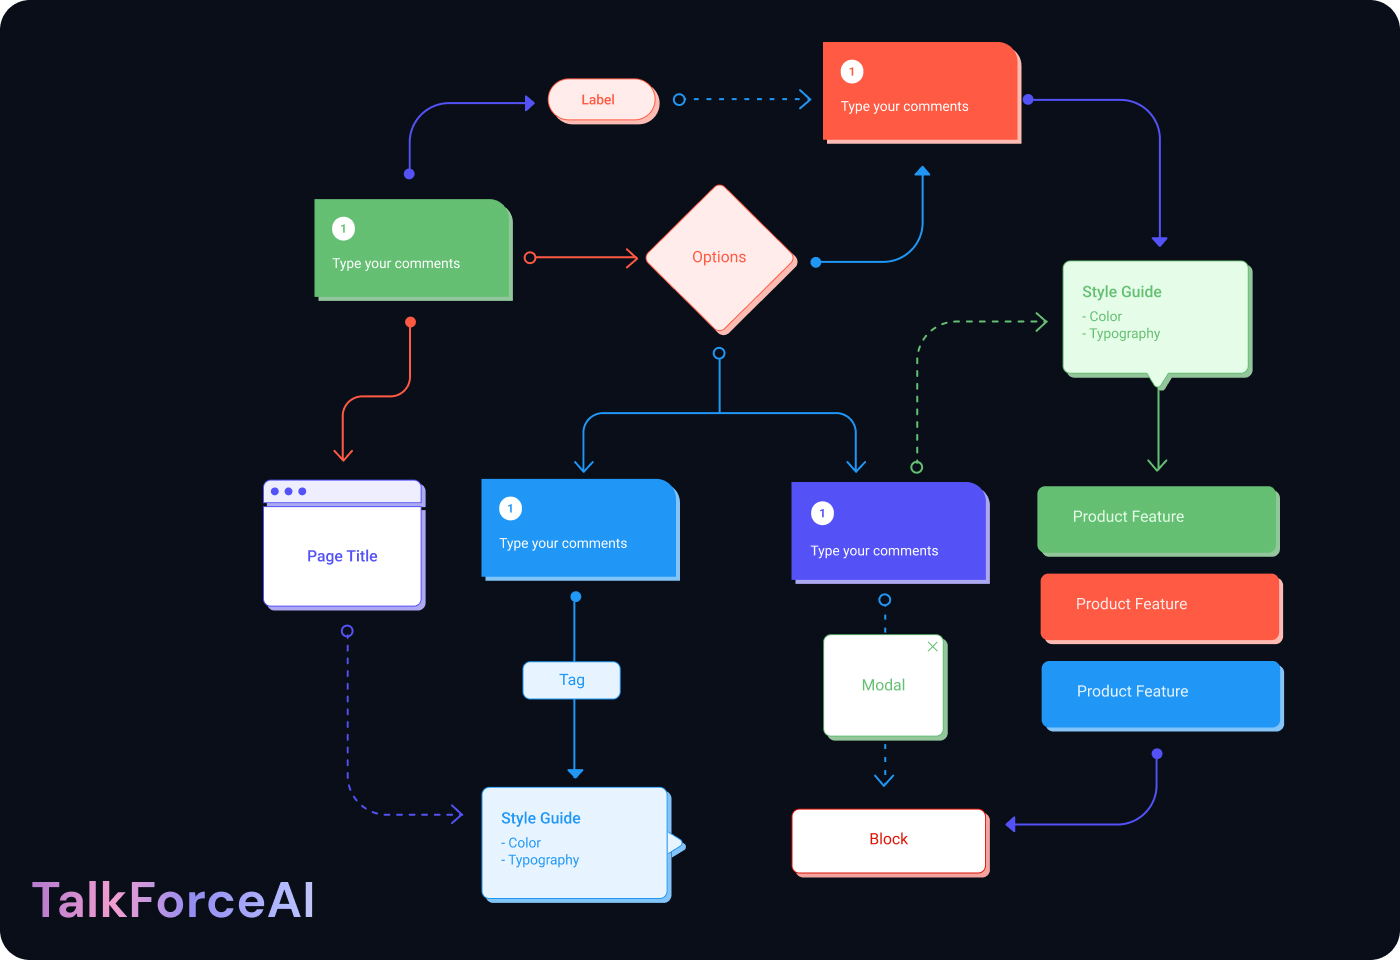 Label
1
Type your comments
1
Type your comments
Options
Style Guide
- Color
- Typography
Page Title
1
Type your comments
1
Type your comments
Product Feature
Product Feature
Product Feature
Tag
Modal
Style Guide
- Color
- Typography
Block
TalkForceAI